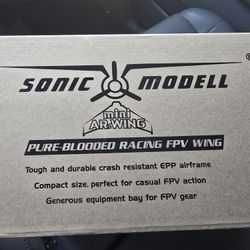 SONIC MODELL
mini
AR.WING
PURE-BLOODED RACING FPV WING
Tough and durable crash resistant EPP airframe
Compact size, perfect for casual FPV action
Generous equipment bay for FPV gear